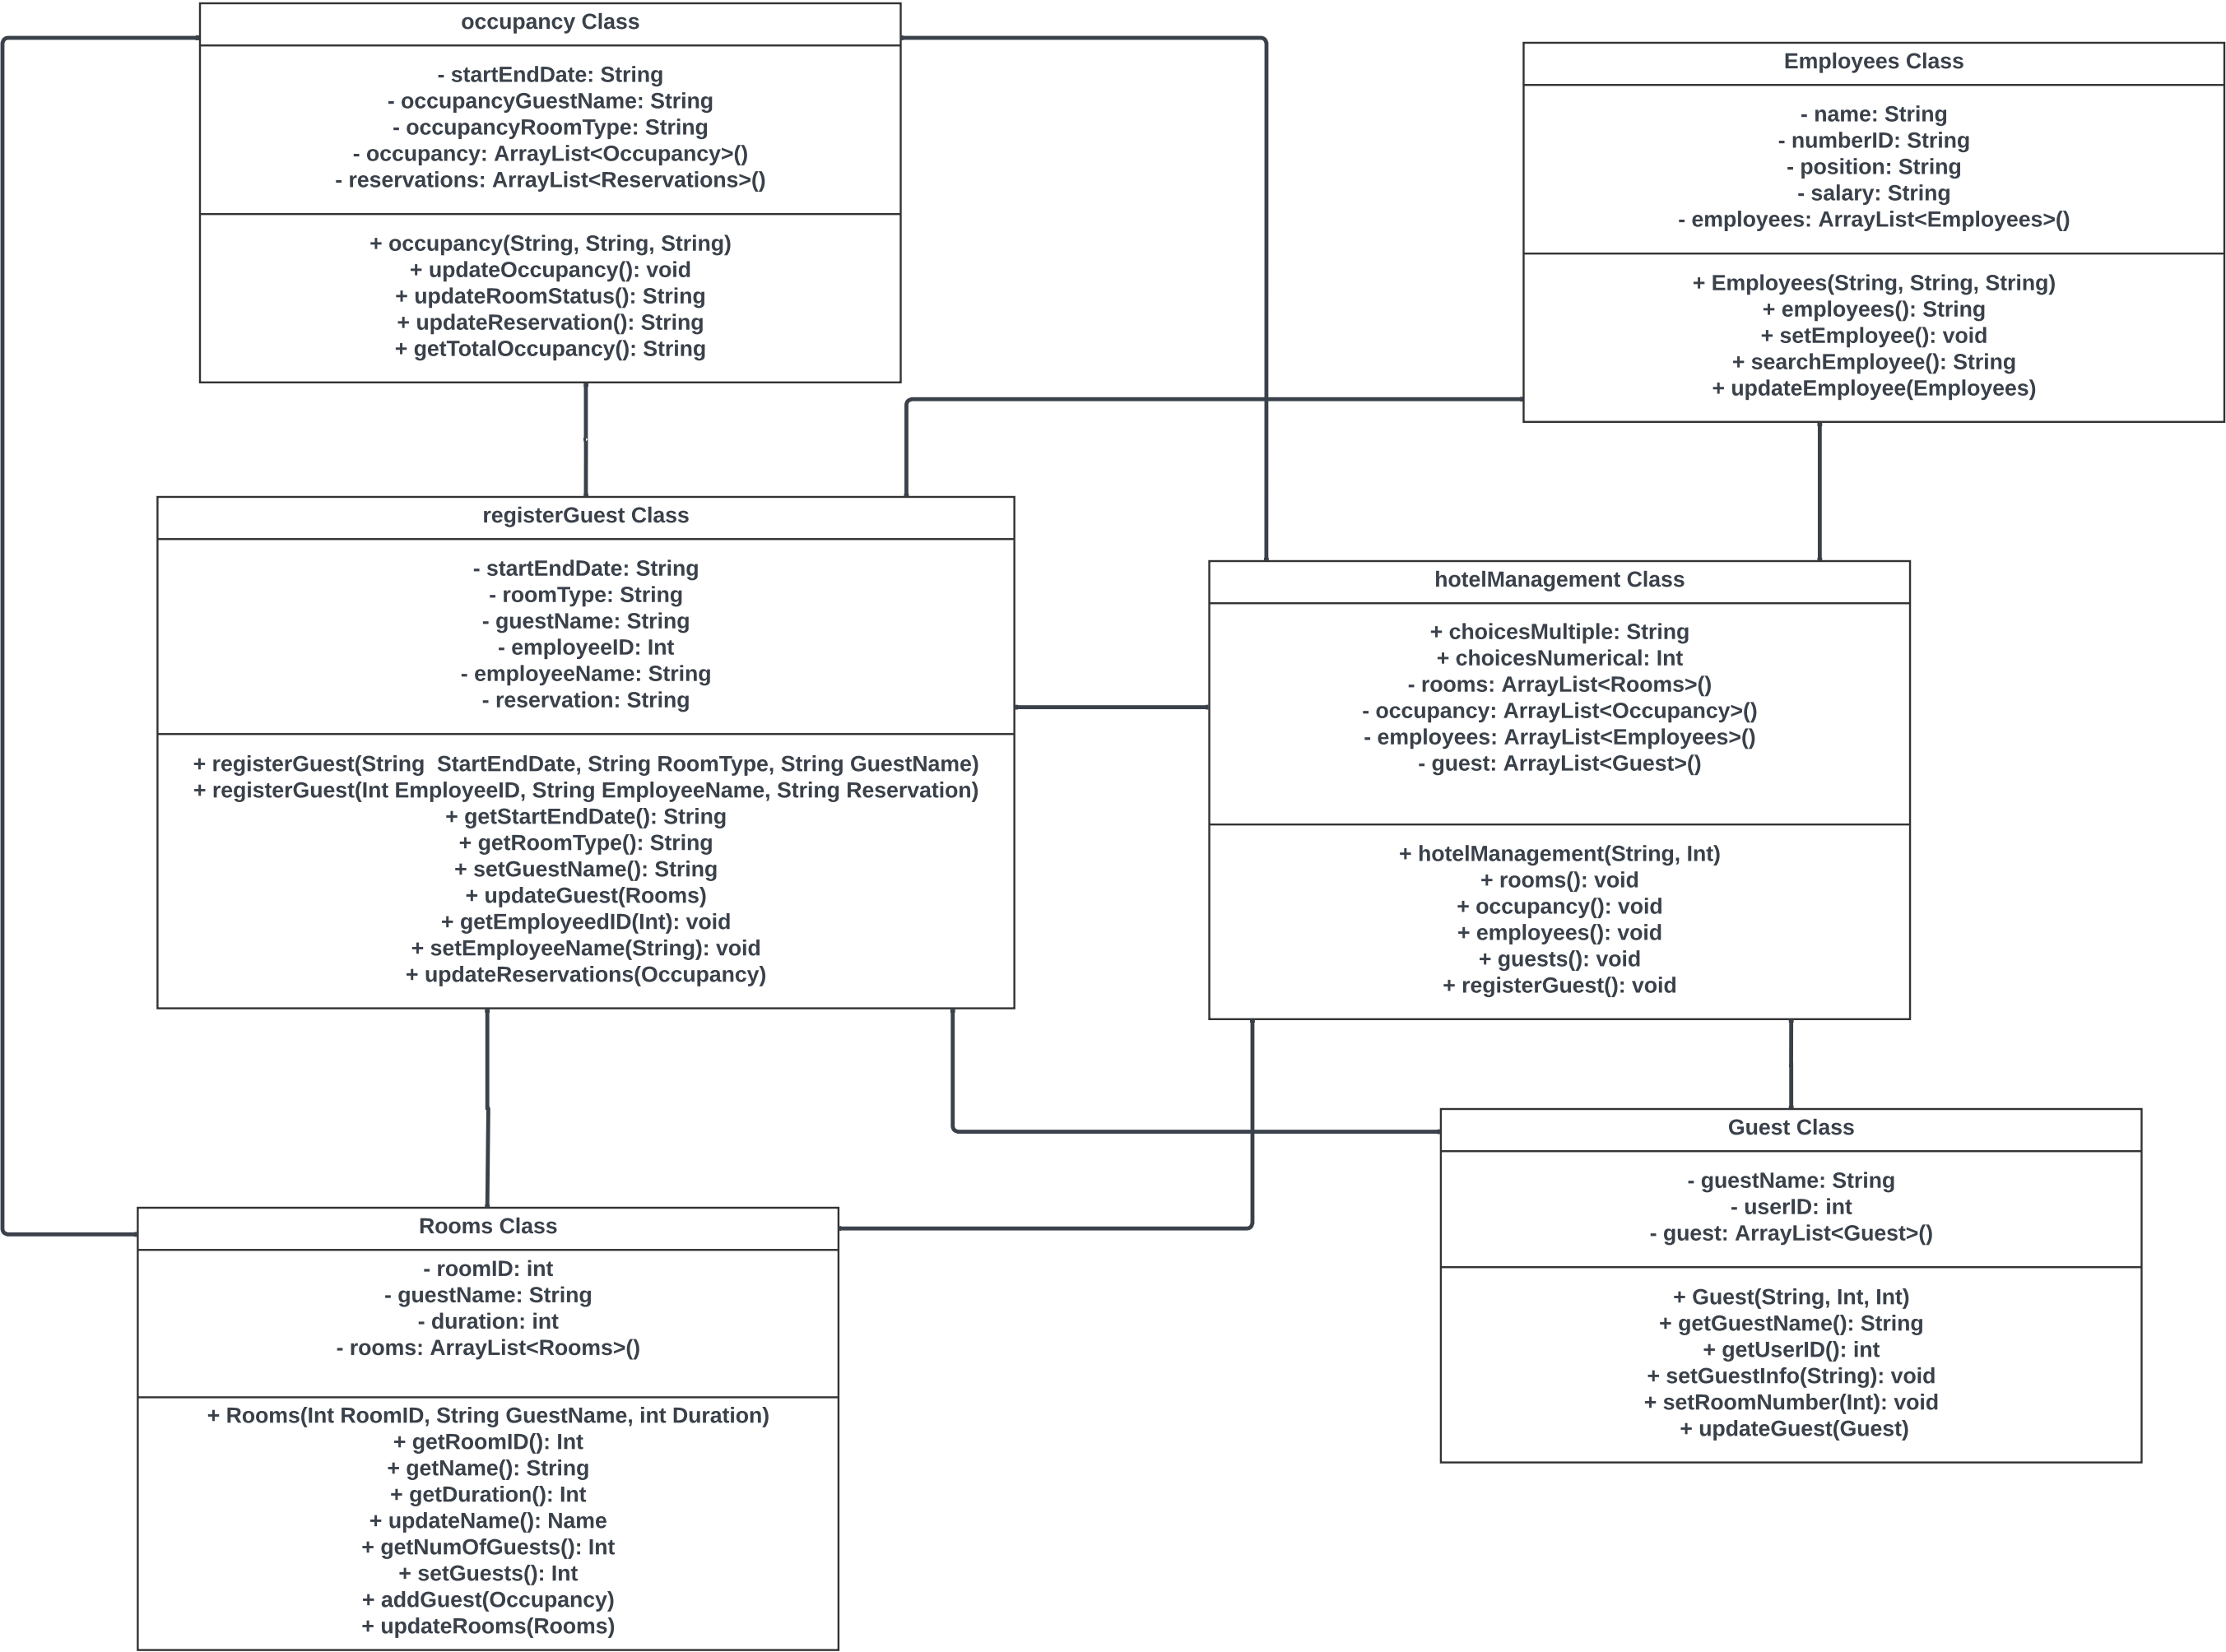 occupancy Class
- startEndDate: String
- occupancyGuestName: String
- occupancyRoomType: String
- occupancy: ArrayList<Occupancy>()
- reservations: ArrayList<Reservations>()
+ occupancy(String, String, String)
+ updateOccupancy(): void
+ updateRoomStatus(): String
+ updateReservation(): String
+ getTotalOccupancy(): String
Employees Class
- name: String
- numberID: String
- position: String
- salary: String
- employees: ArrayList<Employees>()
+ Employees(String, String, String)
+ employees(): String
+ setEmployee(): void
+ searchEmployee(): String
+ updateEmployee(Employees)
registerGuest Class
- startEndDate: String
- roomType: String
- guestName: String
- employeeID: Int
- employeeName: String
- reservation: String
+ registerGuest(String  StartEndDate, String RoomType, String GuestName)
+ registerGuest(Int EmployeeID, String EmployeeName, String Reservation)
+ getStartEndDate(): String
+ getRoomType(): String
+ setGuestName(): String
+ updateGuest(Rooms)
+ getEmployeedID(Int): void
+ setEmployeeName(String): void
+ updateReservations(Occupancy)
hotelManagement Class
+ choicesMultiple: String
+ choicesNumerical: Int
- rooms: ArrayList<Rooms>()
- occupancy: ArrayList<Occupancy>()
- employees: ArrayList<Employees>()
- guest: ArrayList<Guest>()
+ hotelManagement(String, Int)
+ rooms(): void
+ occupancy(): void
+ employees(): void
+ guests(): void
+ registerGuest(): void
Rooms Class
- roomID: int
- guestName: String
- duration: int
- rooms: ArrayList<Rooms>()
+ Rooms(Int RoomID, String GuestName, int Duration)
+ getRoomID(): Int
+ getName(): String
+ getDuration(): Int
+ updateName(): Name
+ getNumOfGuests(): Int
+ setGuests(): Int
+ addGuest(Occupancy)
+ updateRooms(Rooms)
Guest Class
- guestName: String
- userID: int
- guest: ArrayList<Guest>()
+ Guest(String, Int, Int)
+ getGuestName(): String
+ getUserID(): int
+ setGuestInfo(String): void
+ setRoomNumber(Int): void
+ updateGuest(Guest)